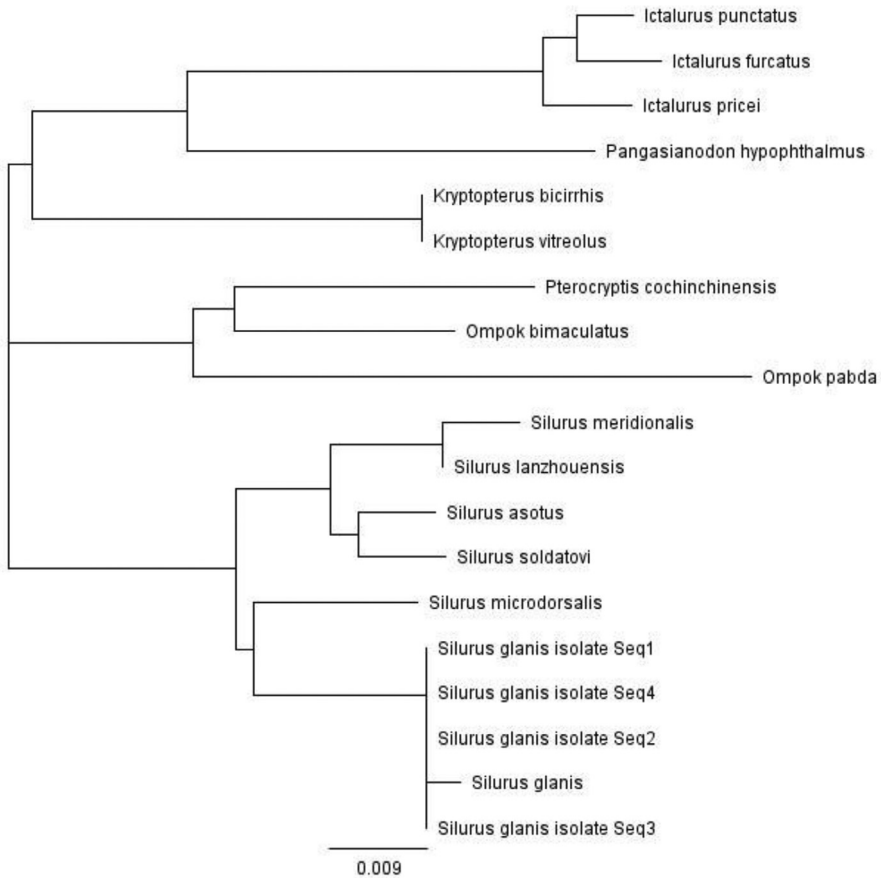 Ictalurus punctatus
Ictalurus furcatus
Ictalurus pricei
Pangasianodon hypophthalmus
Kryptopterus bicirrhis
Kryptopterus vitreolus
Pterocryptis cochinchinensis
Ompok bimaculatus
Ompok pabda
Silurus meridionalis
Silurus lanzhouensis
Silurus asotus
Silurus soldatovi
Silurus microdorsalis
Silurus glanis isolate Seq1
Silurus glanis isolate Seq4
Silurus glanis isolate Seq2
Silurus glanis
Silurus glanis isolate Seq3
0.009